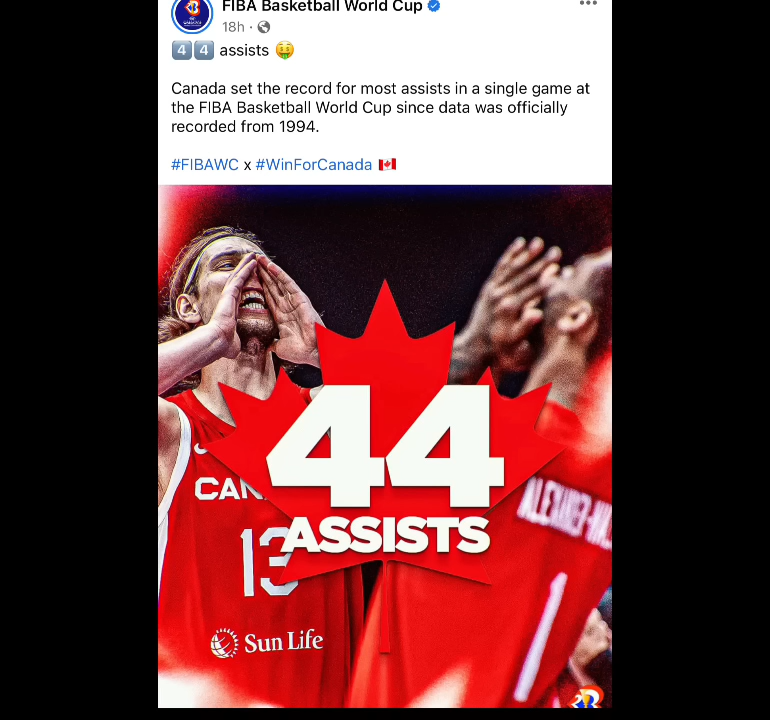 FIBA Basketball World Cup
18h ·
4️⃣4️⃣ assists 🤑
Canada set the record for most assists in a single game at
the FIBA Basketball World Cup since data was officially
recorded from 1994.
#FIBAWC x #WinForCanada 🇨🇦
44
ASSISTS
CAN
13
Sun Life
1